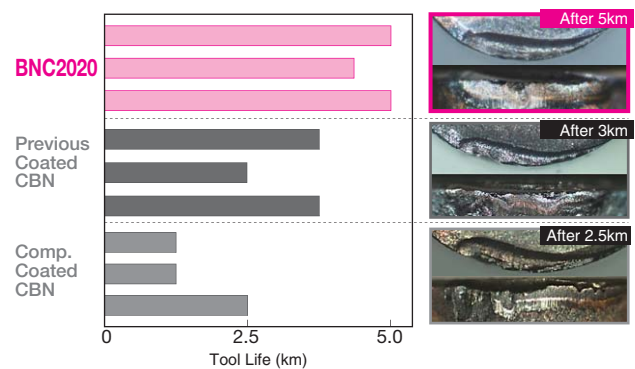 BNC2020
After 5km
Previous
Coated
CBN
After 3km
Comp.
Coated
CBN
After 2.5km
0
2.5
5.0
Tool Life (km)